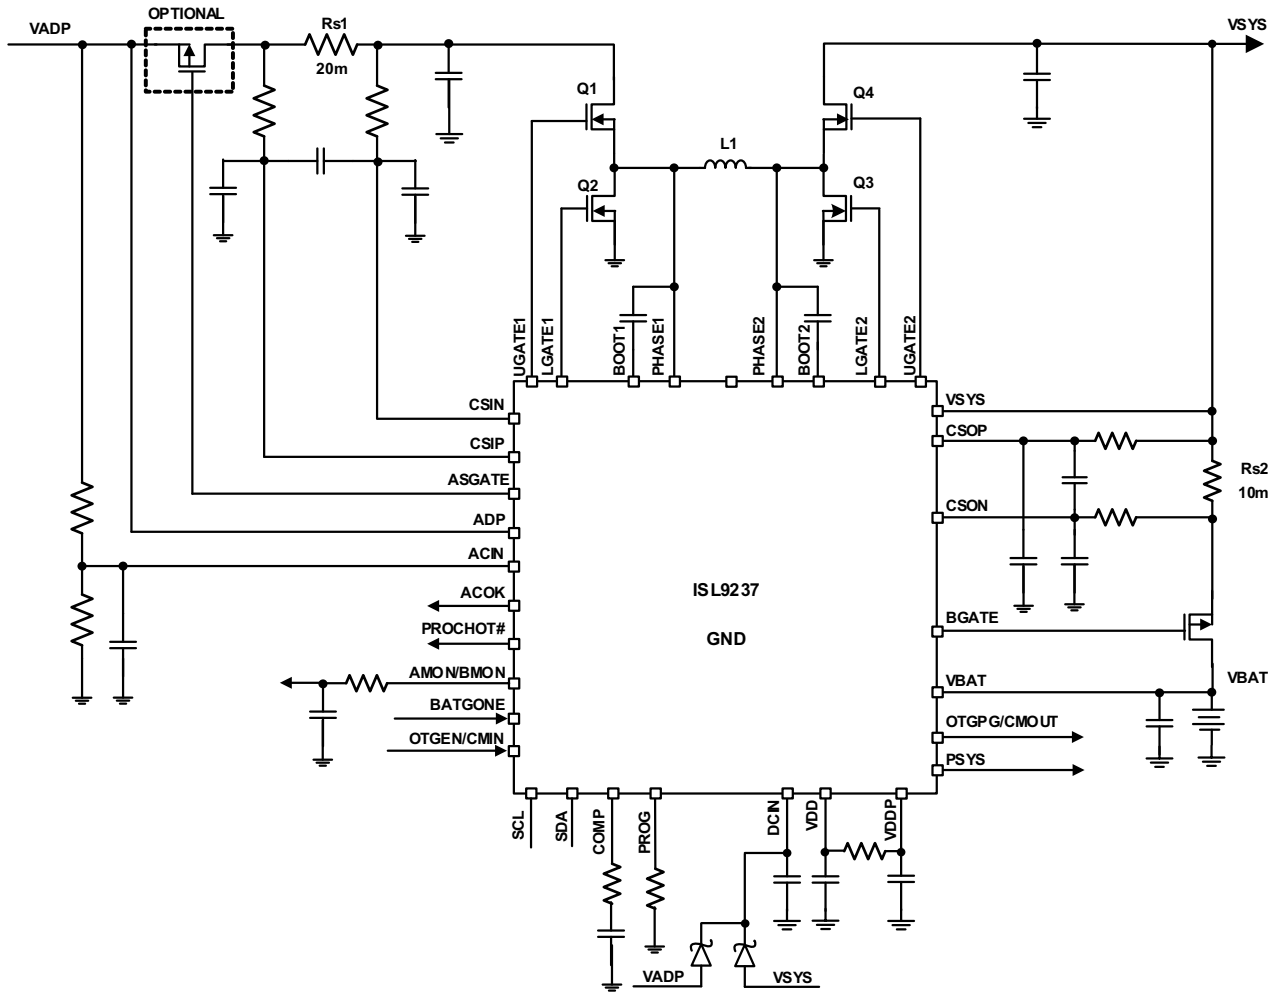 OPTIONAL
VADP
Rs1
20m
VSYS
Q1
Q4
L1
Q2
Q3
UGATE1
LGATE1
BOOT1
PHASE1
PHASE2
BOOT2
LGATE2
UGATE2
CSIN
CSIP
ASGATE
ADP
ACIN
ACOK
PROCHOT#
AMON/BMON
BATGONE
OTGEN/CMIN
ISL9237
GND
VSYS
CSOP
Rs2
10m
CSON
BGATE
VBAT
VBAT
OTGPG/CMOUT
PSYS
SCL
SDA
COMP
PROG
DCIN
VDD
VDDP
VADP
VSYS